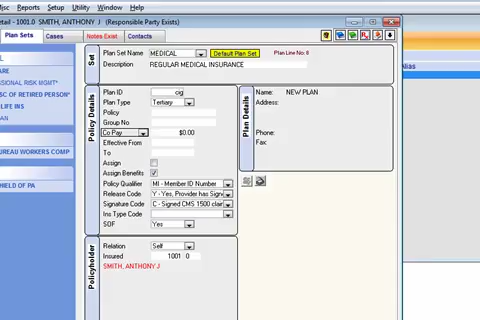 isc Reports Setup Utility Window Help
etail - 1001.0 SMITH, ANTHONY J (Responsible Party Exists)
Plan Sets Cases Notes Exist Contacts
Set
Plan Set Name MEDICAL Default Plan Set Plan Line No: 8
Description REGULAR MEDICAL INSURANCE
L
ARE
SSIONAL RISK MGMT*
SC OF RETIRED PERSON*
LIFE INS
AN
UREAU WORKERS COMP
HIELD OF PA
Policy Details
Plan ID cig
Plan Type Tertiary
Policy
Group No
Co Pay $0.00
Effective From
To
Assign
Assign Benefits
Policy Qualifier MI - Member ID Number
Release Code Y - Yes, Provider has Sign
Signature Code C - Signed CMS 1500 clair
Ins Type Code
SOF Yes
Plan Details
Name: NEW PLAN
Address:
Phone:
Fax:
Policyholder
Relation Self
Insured 1001 0
SMITH, ANTHONY J
Alias